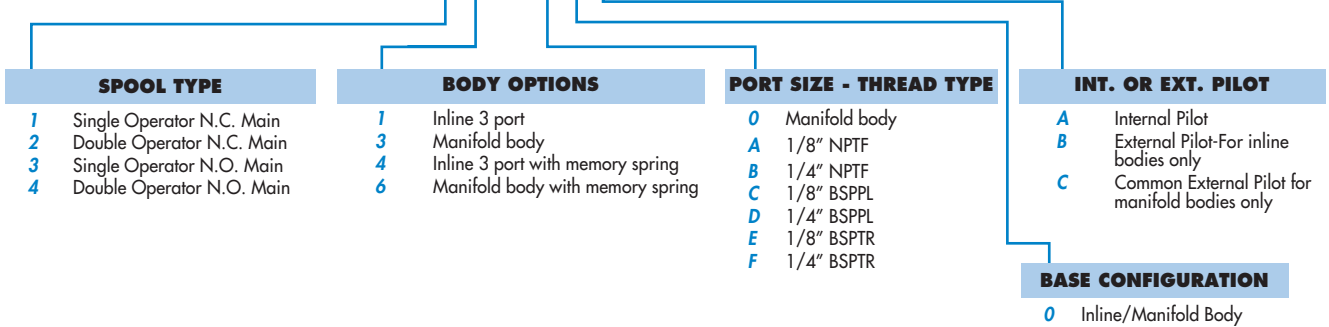 SPOOL TYPE
1 Single Operator N.C. Main
2 Double Operator N.C. Main
3 Single Operator N.O. Main
4 Double Operator N.O. Main
BODY OPTIONS
1 Inline 3 port
3 Manifold body
4 Inline 3 port with memory spring
6 Manifold body with memory spring
PORT SIZE - THREAD TYPE
0 Manifold body
A 1/8″ NPTF
B 1/4″ NPTF
C 1/8″ BSPPL
D 1/4″ BSPPL
E 1/8″ BSPTR
F 1/4″ BSPTR
INT. OR EXT. PILOT
A Internal Pilot
B External Pilot-For inline
bodies only
C Common External Pilot for
manifold bodies only
BASE CONFIGURATION
0 Inline/Manifold Body